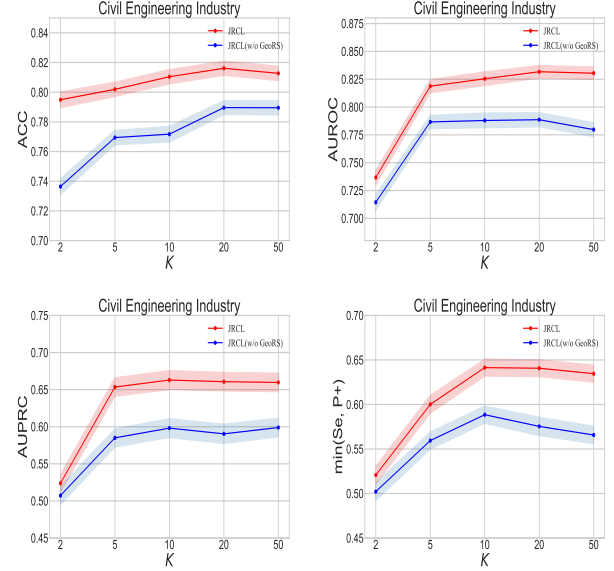 Civil Engineering Industry
0.84
0.82
0.80
0.78
0.76
0.74
0.72
0.70
ACC
JRCL
JRCL(w/o GeoRS)
2 5 10 20 50
K
Civil Engineering Industry
0.875
0.850
0.825
0.800
0.775
0.750
0.725
0.700
AUROC
JRCL
JRCL(w/o GeoRS)
2 5 10 20 50
K
Civil Engineering Industry
0.75
0.70
0.65
0.60
0.55
0.50
0.45
AUPRC
JRCL
JRCL(w/o GeoRS)
2 5 10 20 50
K
Civil Engineering Industry
0.70
0.65
0.60
0.55
0.50
0.45
min(Se, P+)
JRCL
JRCL(w/o GeoRS)
2 5 10 20 50
K